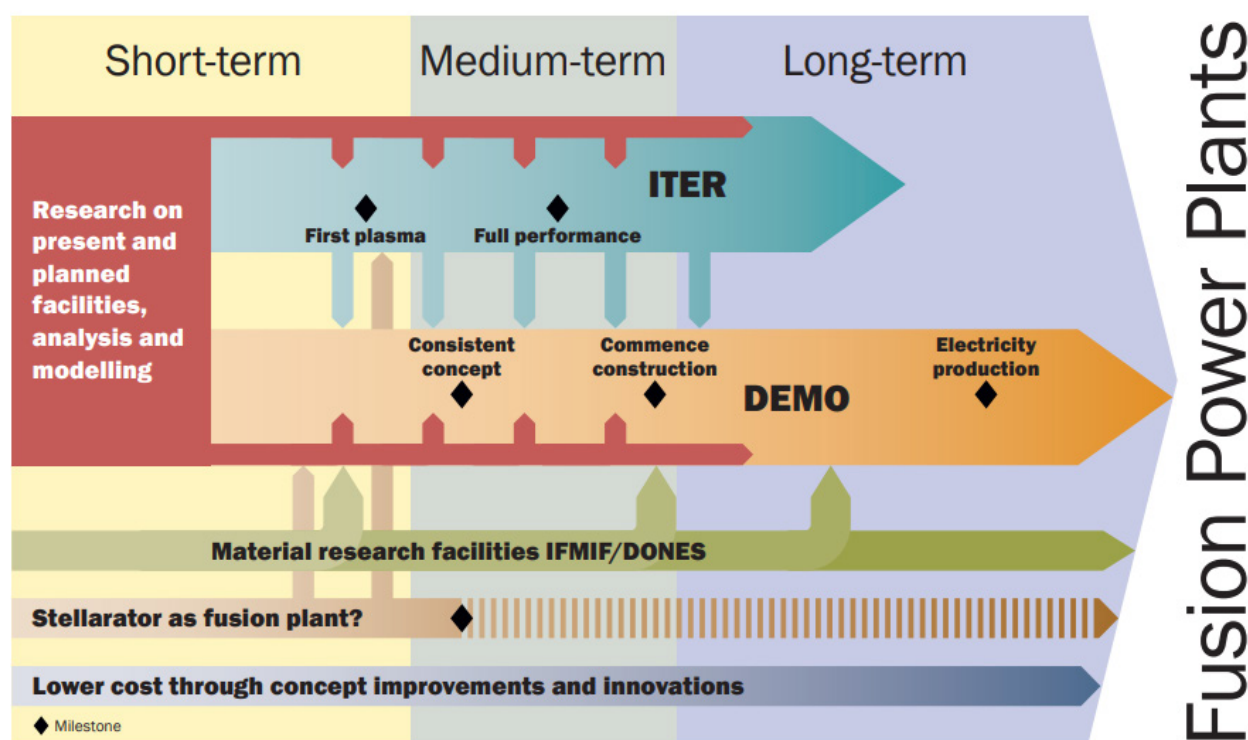 Short-term
Medium-term
Long-term
Fusion Power Plants
Research on
present and
planned
facilities,
analysis and
modelling
ITER
First plasma
Full performance
Consistent
concept
Commence
construction
Electricity
production
DEMO
Material research facilities IFMIF/DONES
Stellarator as fusion plant?
Lower cost through concept improvements and innovations
Milestone